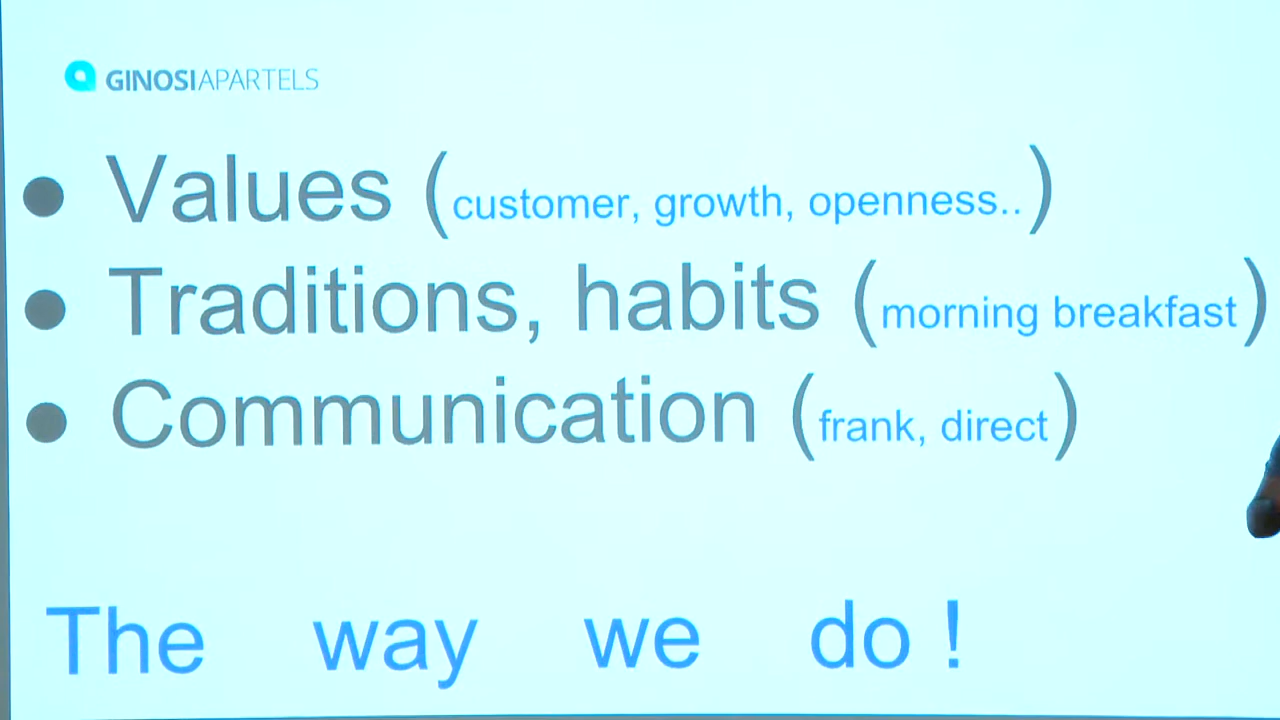 GINOSIAPARTELS
• Values (customer, growth, openness..)
• Traditions, habits (morning breakfast)
• Communication (frank, direct)
The way we do !